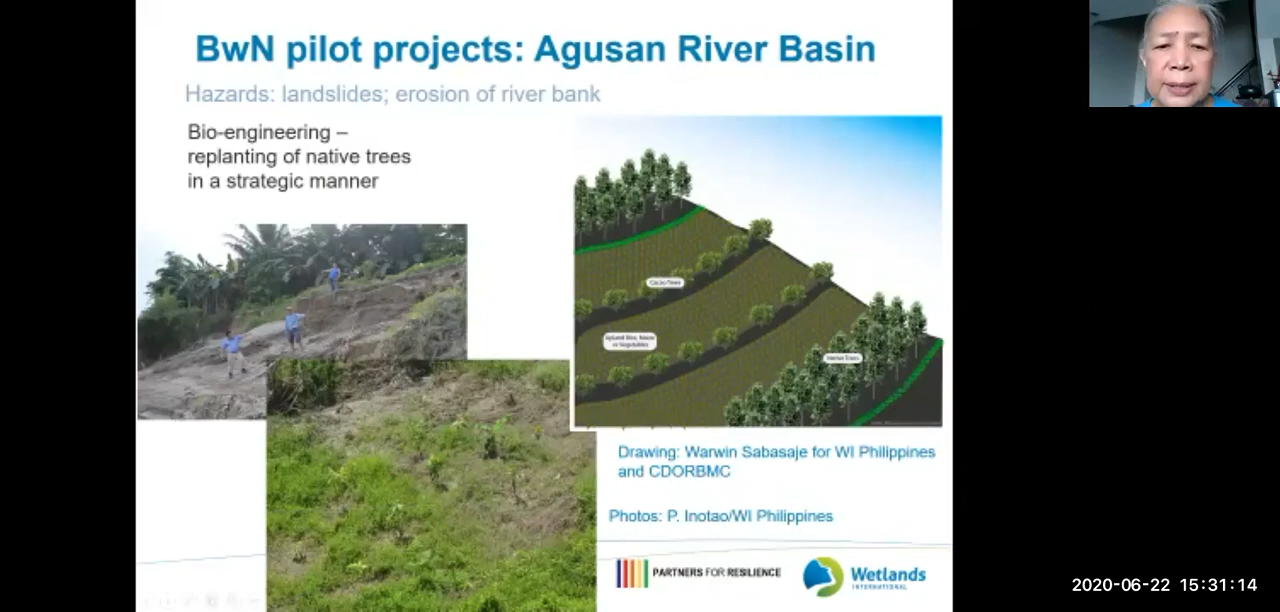 BwN pilot projects: Agusan River Basin
Hazards: landslides; erosion of river bank
Bio-engineering –
replanting of native trees
in a strategic manner
Cacao Trees
Upland Rice, Maize
or Vegetables
Native Trees
Drawing: Warwin Sabasaje for WI Philippines
and CDORBMC
Photos: P. Inotao/WI Philippines
PARTNERS FOR RESILIENCE
Wetlands
INTERNATIONAL
2020-06-22 15:31:14